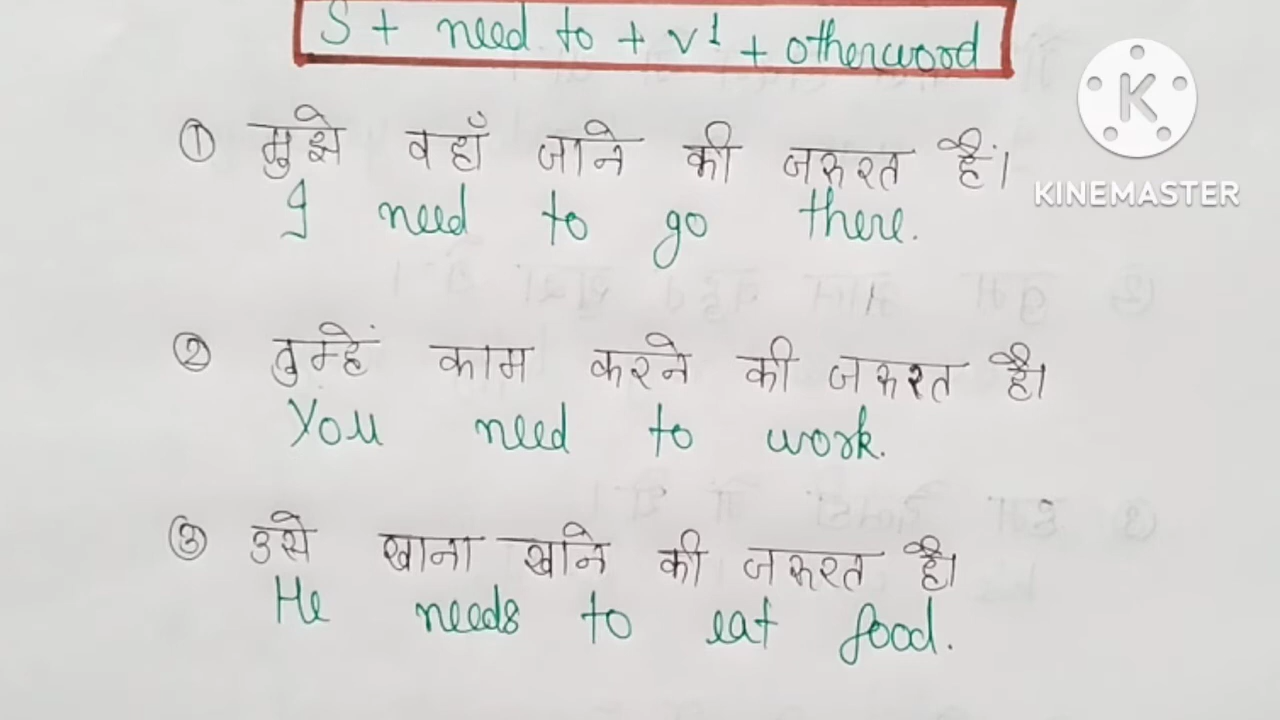 S + need to + V1 + otherwood
① मुझे वहाँ जाने की जरूरत हैं।
I need to go there.
② तुम्हें काम करने की जरूरत है।
You need to work.
③ उसे खाना खाने की जरूरत है।
He needs to eat food.
K
KINEMASTER